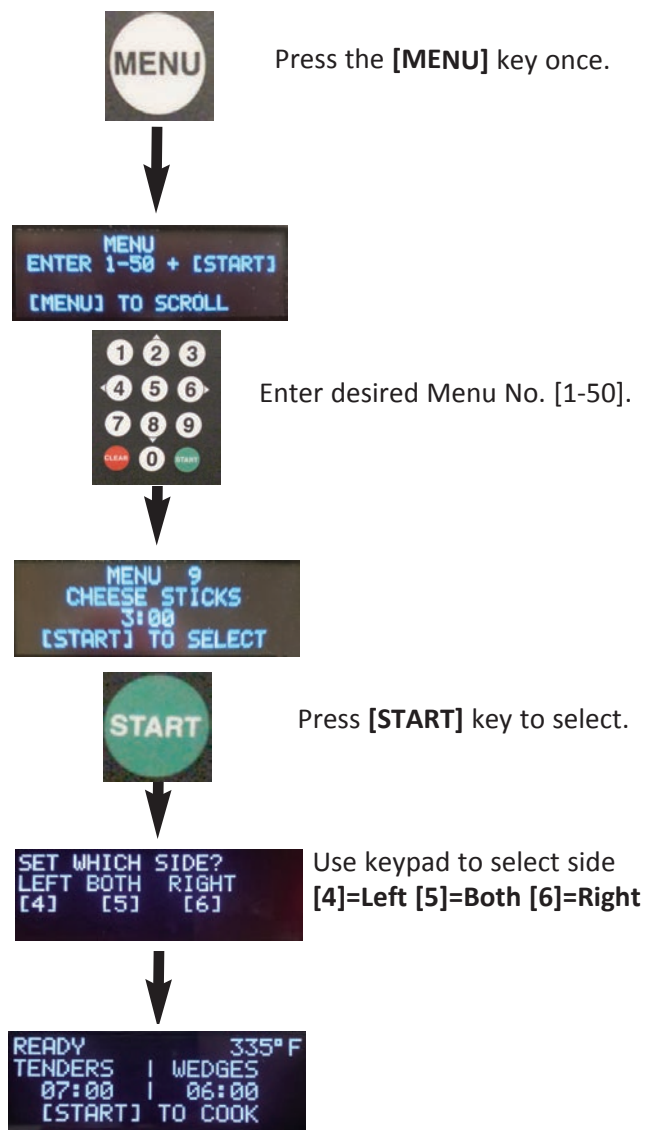 MENU
Press the [MENU] key once.
MENU
ENTER 1-50 + [START]
[MENU] TO SCROLL
1 2 3
4 5 6
7 8 9
CLEAR 0 START
Enter desired Menu No. [1-50].
MENU 9
CHEESE STICKS
3:00
[START] TO SELECT
START
Press [START] key to select.
SET WHICH SIDE?
LEFT BOTH RIGHT
[4] [5] [6]
Use keypad to select side
[4]=Left [5]=Both [6]=Right
READY 335°F
TENDERS | WEDGES
07:00 | 06:00
[START] TO COOK